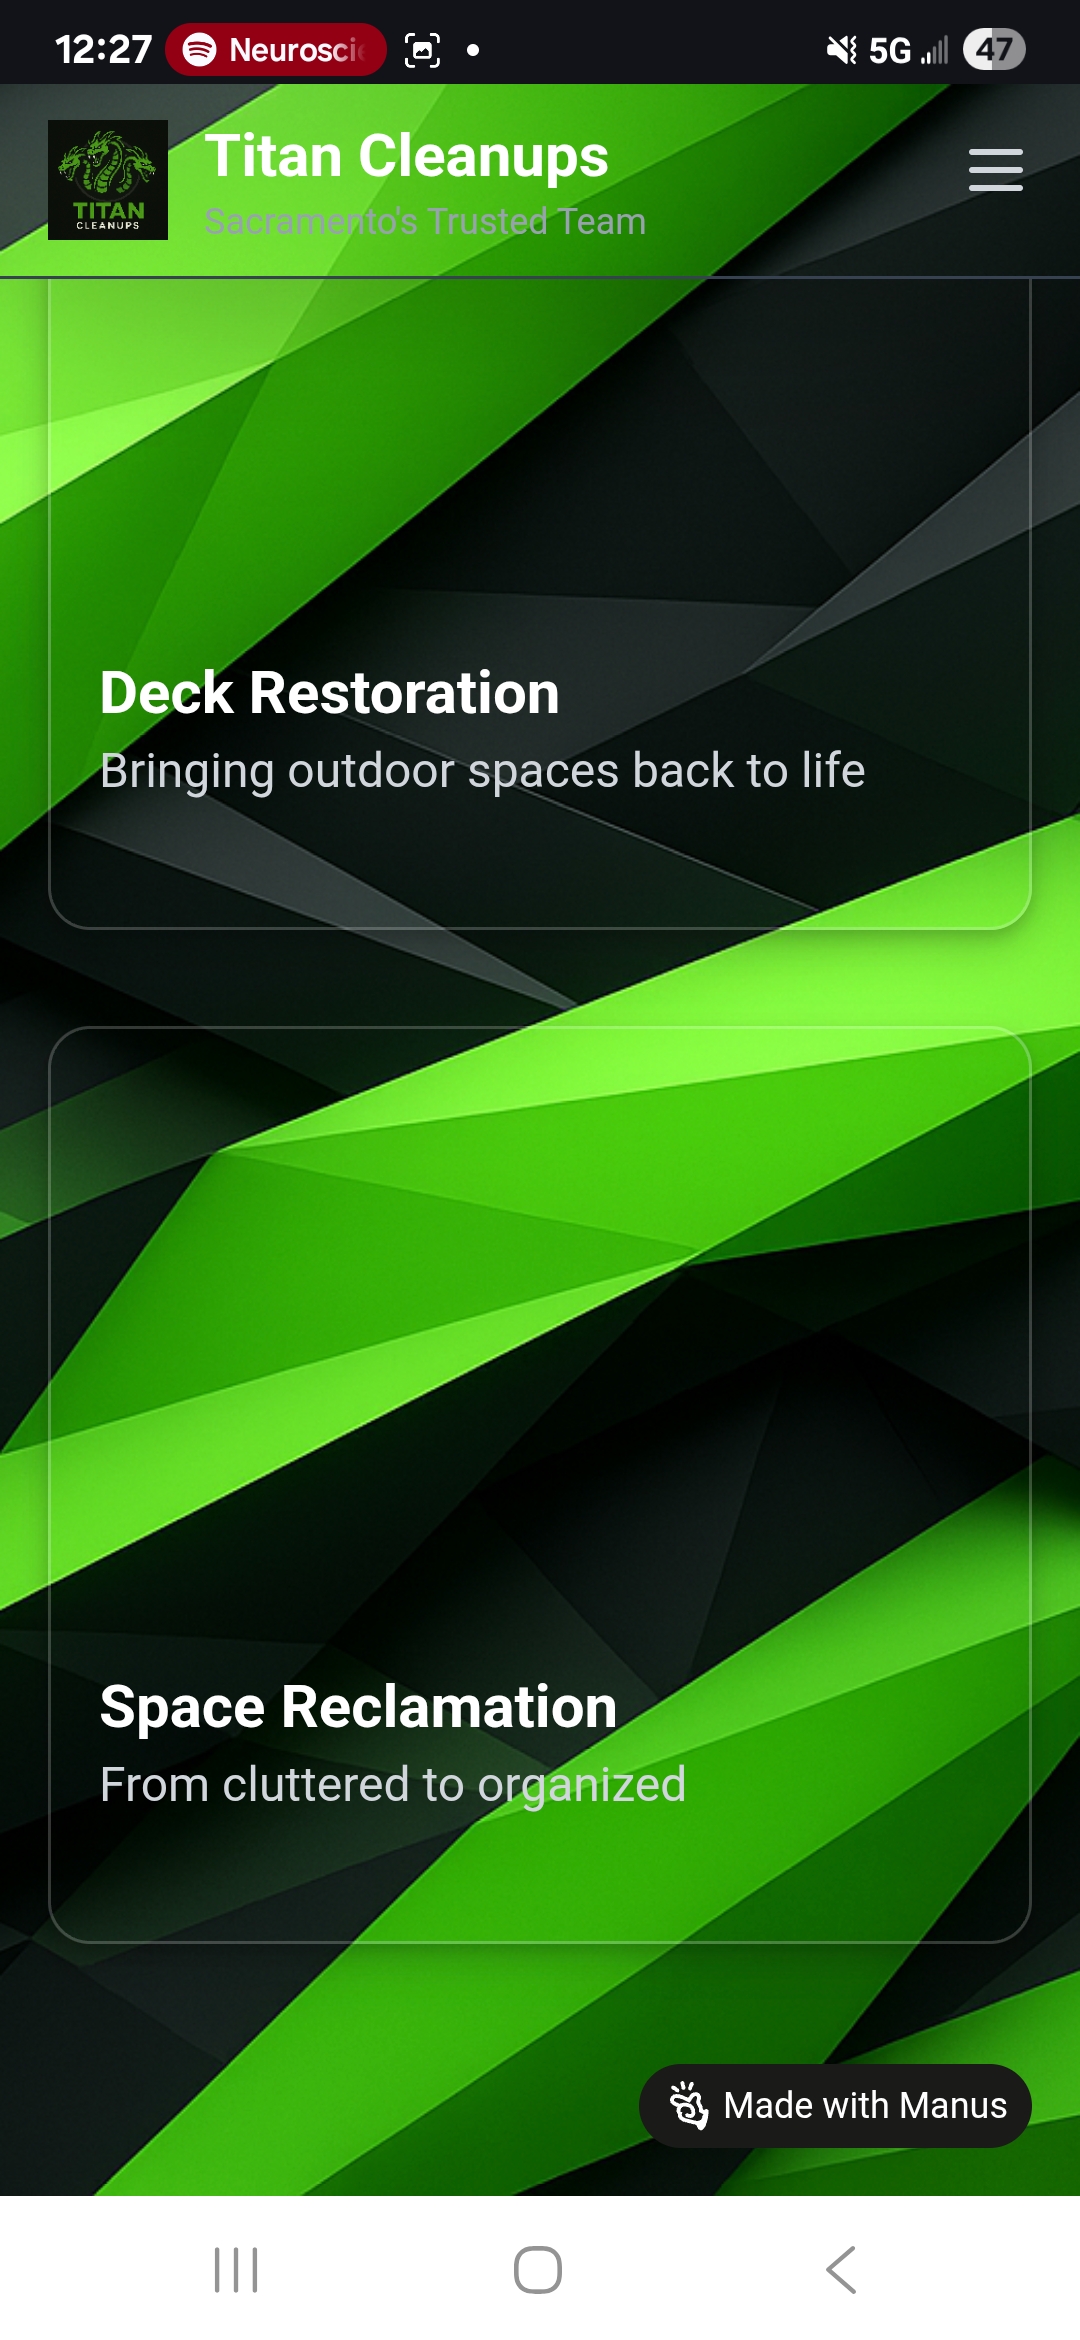 12:27
Neurosci
5G
47
TITAN
CLEANUPS
Titan Cleanups
Sacramento's Trusted Team
Deck Restoration
Bringing outdoor spaces back to life
Space Reclamation
From cluttered to organized
Made with Manus